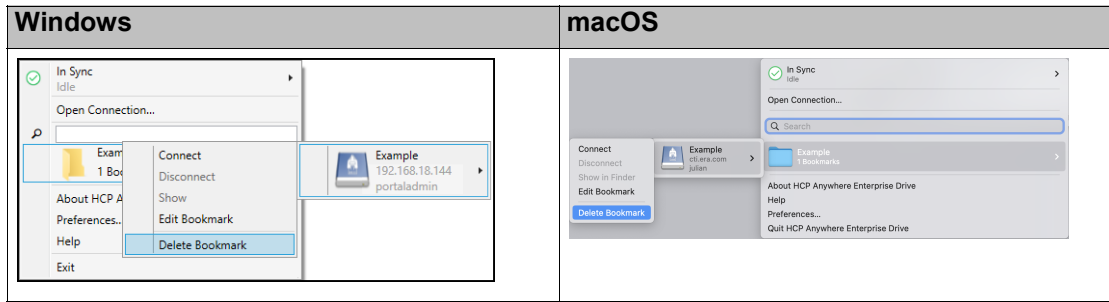 Windows
In Sync
Idle
Open Connection...
Exam
1 Boo
Connect
Disconnect
Show
Edit Bookmark
Delete Bookmark
Example
192.168.18.144
portaladmin
About HCP A
Preferences..
Help
Exit
macOS
In Sync
Idle
Open Connection...
Search
Example
1 Bookmarks
Example
cti.era.com
julian
Connect
Disconnect
Show in Finder
Edit Bookmark
Delete Bookmark
About HCP Anywhere Enterprise Drive
Help
Preferences...
Quit HCP Anywhere Enterprise Drive